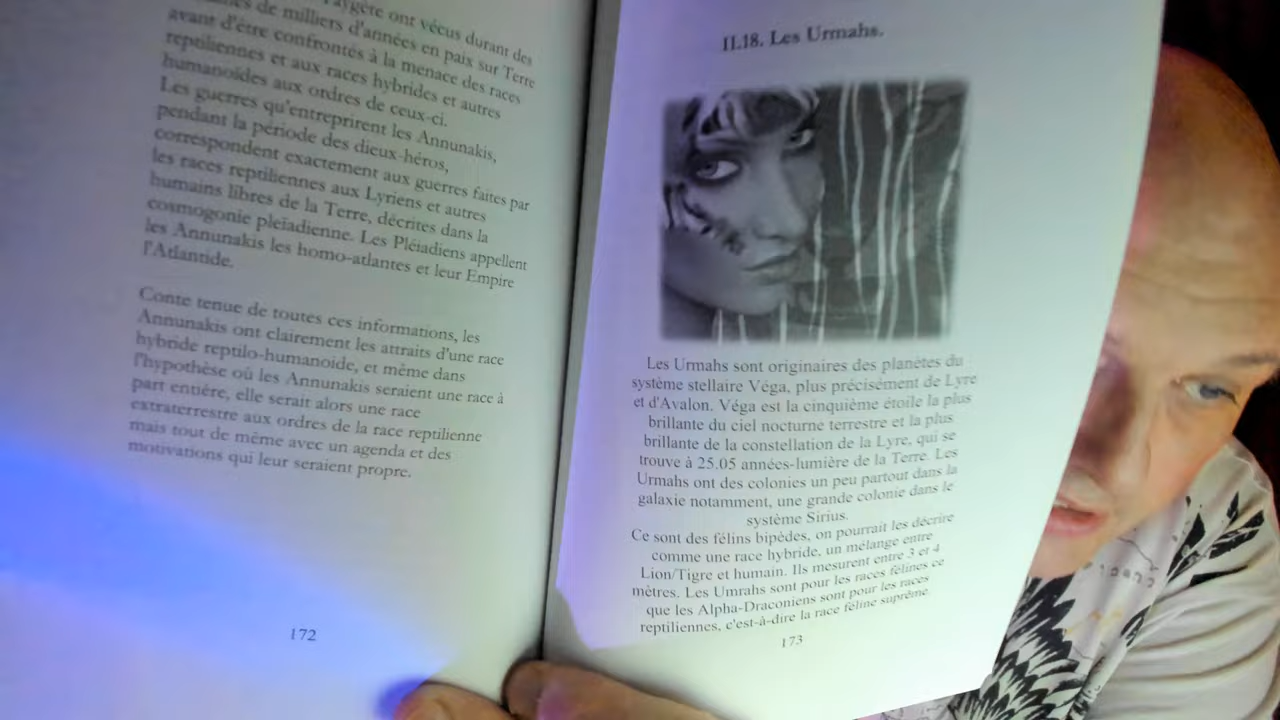 aygère ont vécus durant des
de milliers d'années en paix sur Terre
avant d'être confrontés à la menace des races
reptiliennes et aux races hybrides et autres
humanoïdes aux ordres de ceux-ci.
Les guerres qu'entreprirent les Annunakis,
pendant la période des dieux-héros,
correspondent exactement aux guerres faites par
les races reptiliennes aux Lyriens et autres
humains libres de la Terre, décrites dans la
cosmogonie pleïadienne. Les Pléiadiens appellent
les Annunakis les homo-atlantes et leur Empire
l'Atlantide.
Conte tenue de toutes ces informations, les
Annunakis ont clairement les attraits d'une race
hybride reptilo-humanoide, et même dans
l'hypothèse où les Annunakis seraient une race à
part entière, elle serait alors une race
extraterrestre aux ordres de la race reptilienne
mais tout de même avec un agenda et des
motivations qui leur seraient propre.
172
II.18. Les Urmahs.
Les Urmahs sont originaires des planètes du
système stellaire Véga, plus précisément de Lyre
et d'Avalon. Véga est la cinquième étoile la plus
brillante du ciel nocturne terrestre et la plus
brillante de la constellation de la Lyre, qui se
trouve à 25.05 années-lumière de la Terre. Les
Urmahs ont des colonies un peu partout dans la
galaxie notamment, une grande colonie dans le
système Sirius.
Ce sont des félins bipèdes, on pourrait les décrire
comme une race hybride, un mélange entre
Lion/Tigre et humain. Ils mesurent entre 3 et 4
mètres. Les Umrahs sont pour les races félines ce
que les Alpha-Draconiens sont pour les races
reptiliennes, c'est-à-dire la race féline suprême.
173